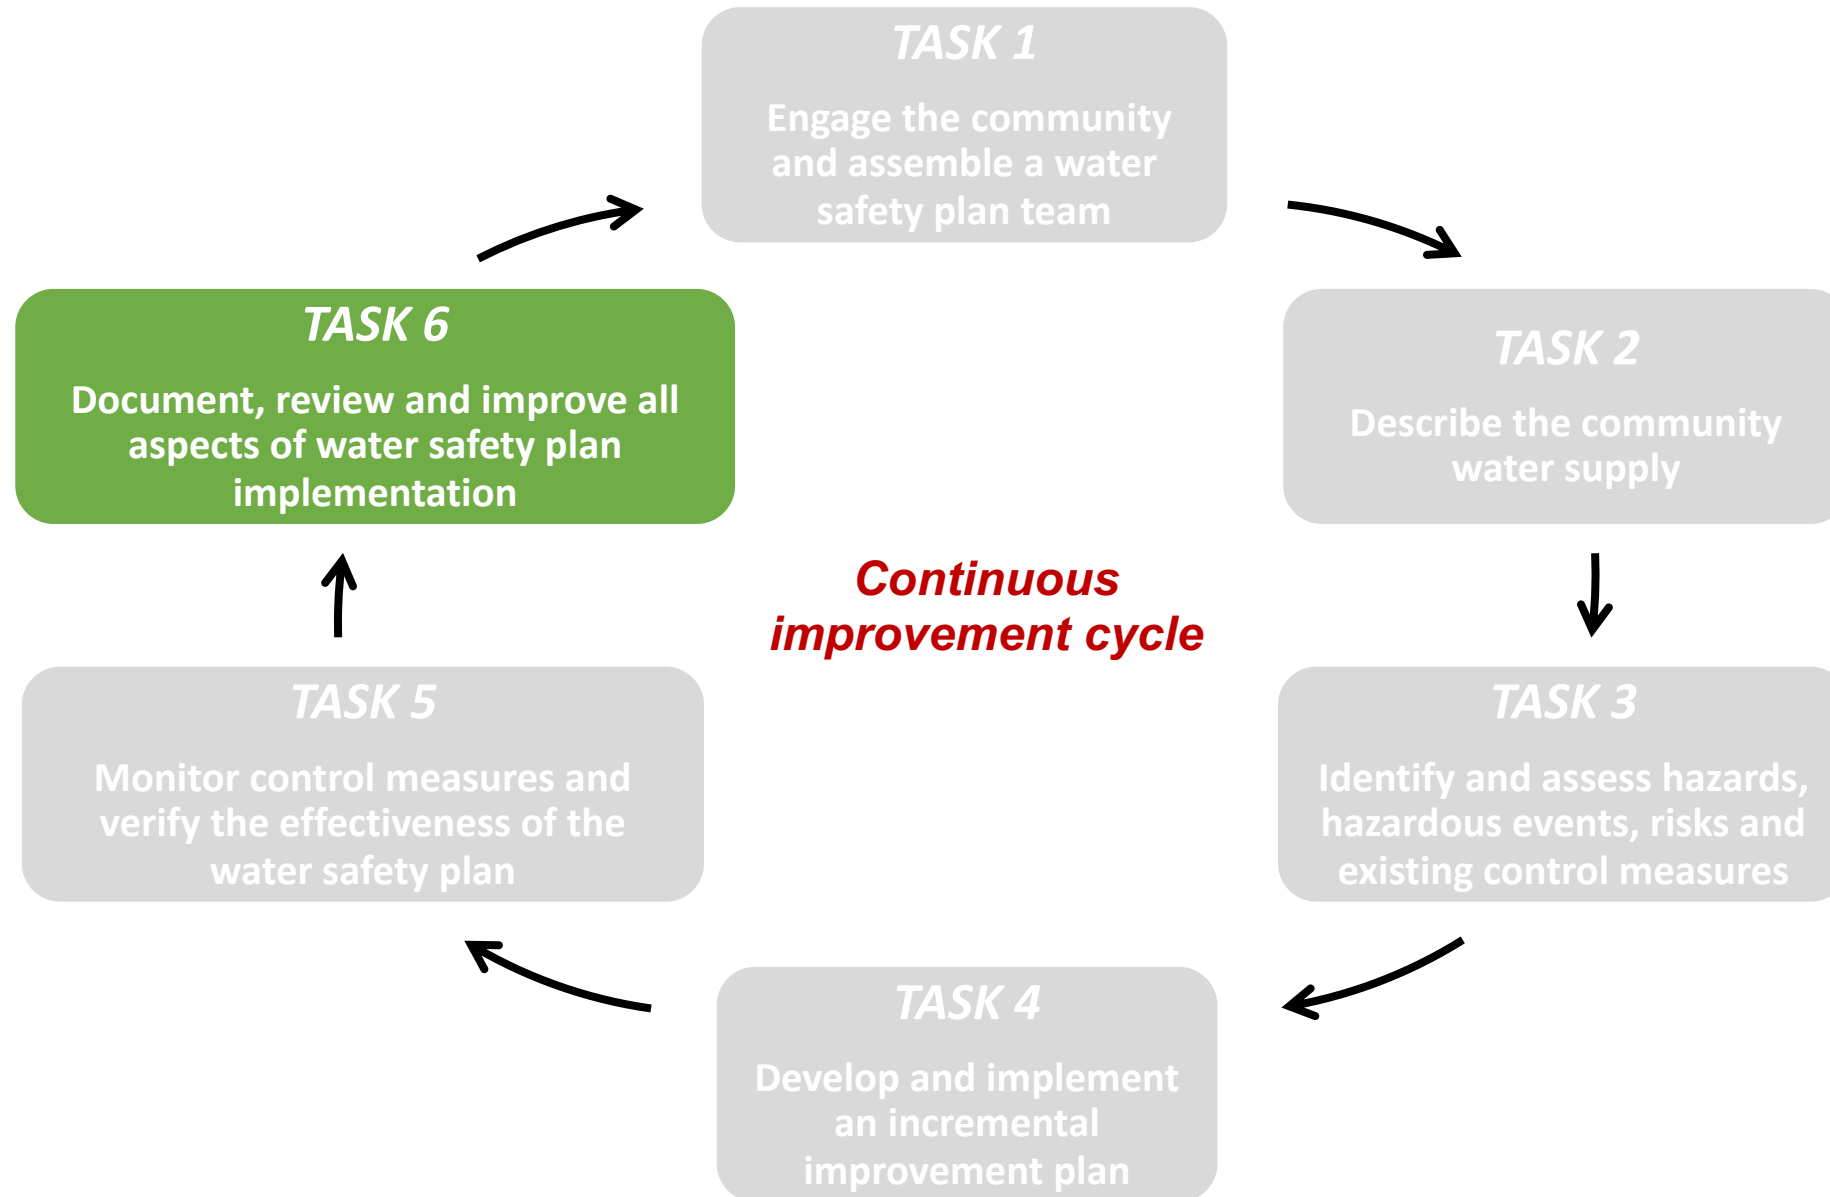 TASK 1
Engage the community
and assemble a water
safety plan team
TASK 2
Describe the community
water supply
TASK 3
Identify and assess hazards,
hazardous events, risks and
existing control measures
TASK 4
Develop and implement
an incremental
improvement plan
TASK 5
Monitor control measures and
verify the effectiveness of the
water safety plan
TASK 6
Document, review and improve all
aspects of water safety plan
implementation
Continuous
improvement cycle